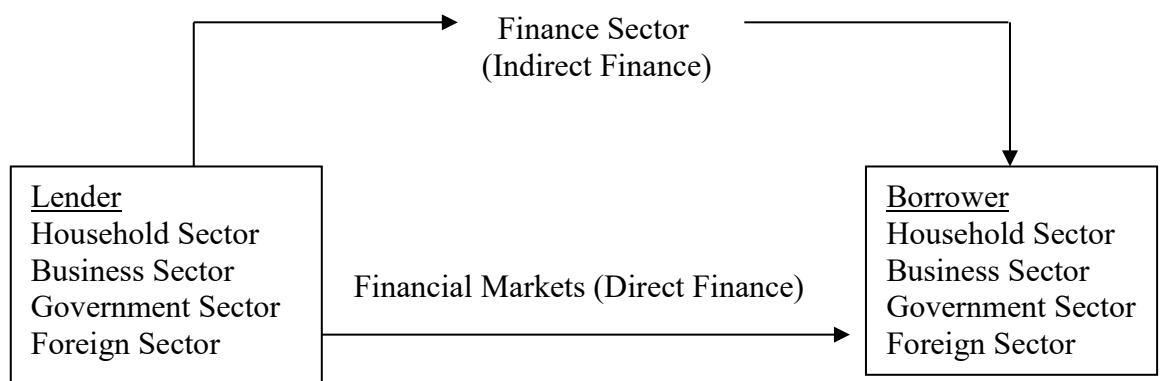 Finance Sector
(Indirect Finance)
Lender
Household Sector
Business Sector
Government Sector
Foreign Sector
Financial Markets (Direct Finance)
Borrower
Household Sector
Business Sector
Government Sector
Foreign Sector